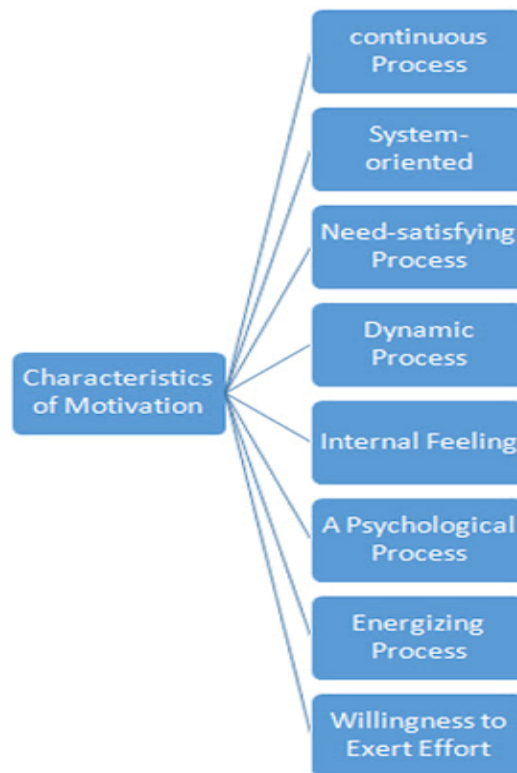 continuous
Process
System-
oriented
Need-satisfying
Process
Dynamic
Process
Characteristics
of Motivation
Internal Feeling
A Psychological
Process
Energizing
Process
Willingness to
Exert Effort